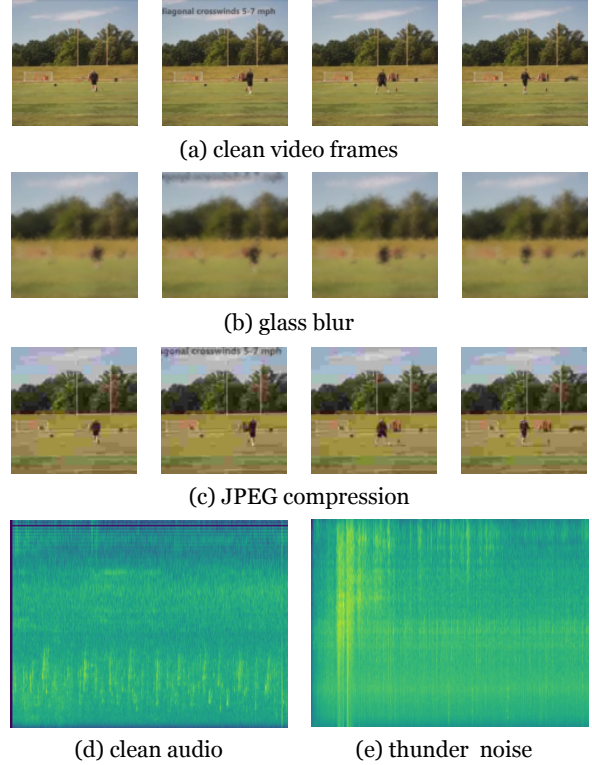 diagonal crosswinds 5-7 mph
(a) clean video frames
(b) glass blur
agonal crosswinds 5-7 mph
(c) JPEG compression
(d) clean audio
(e) thunder noise